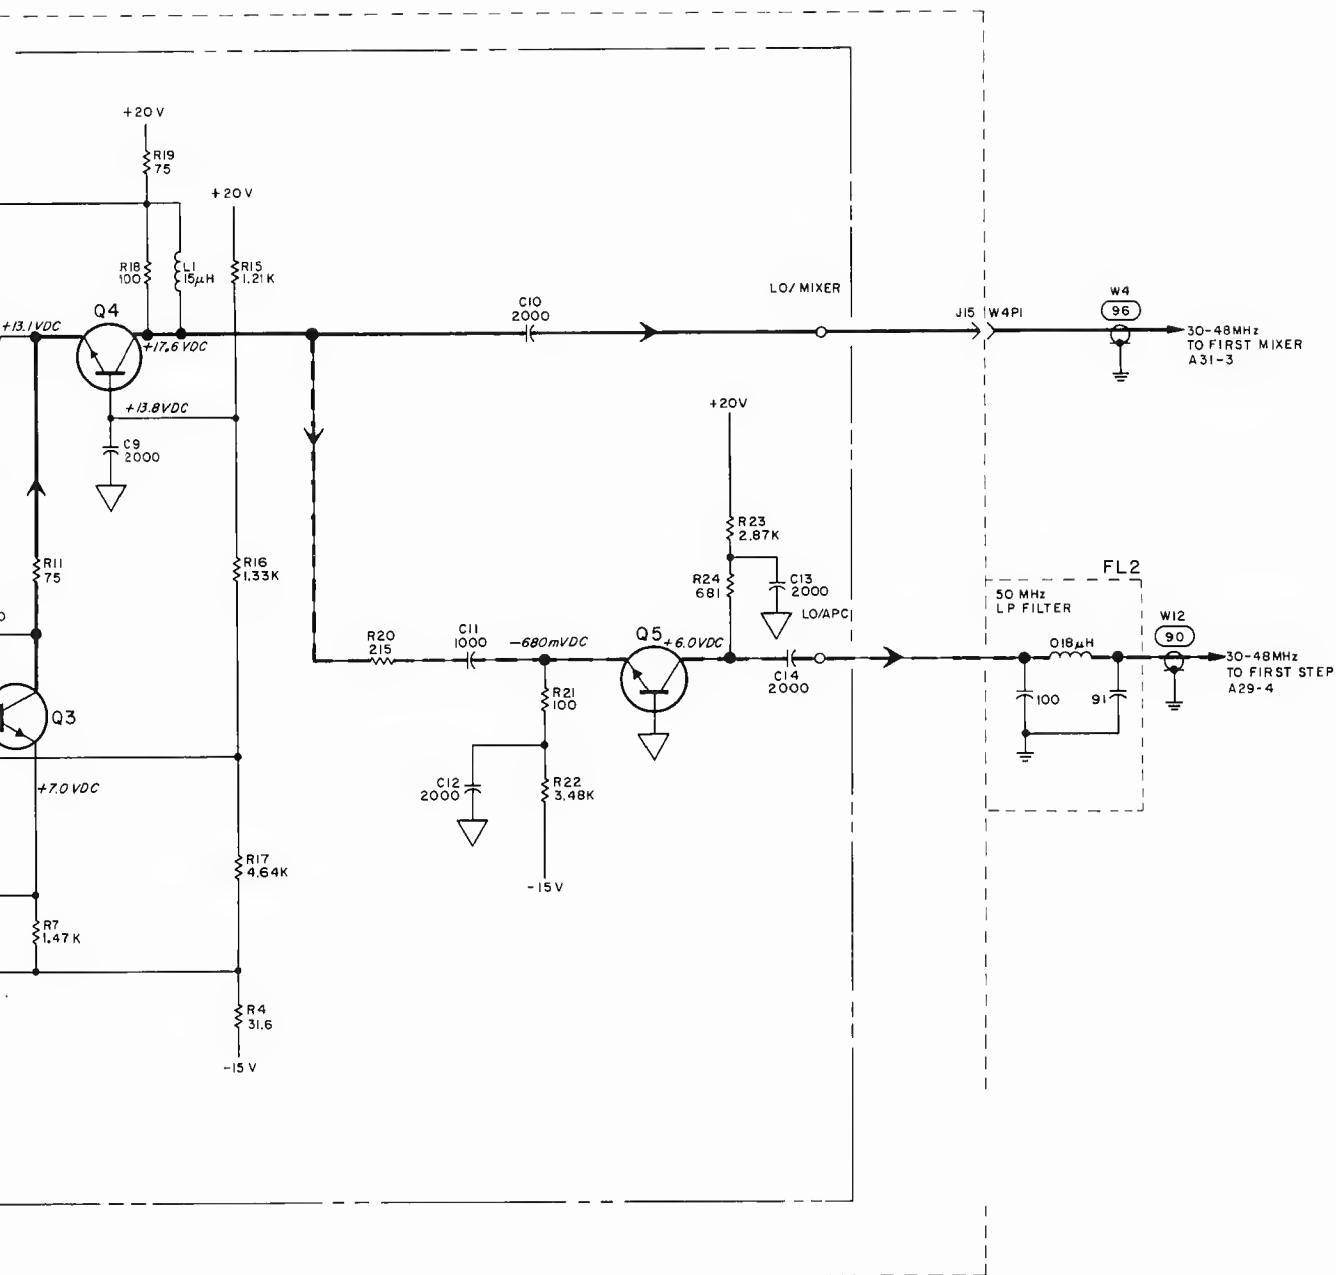 +20V
R19
75
+20V
R18
100
L1
15µH
R15
1.21K
LO/MIXER
Q4
+13.1VDC
+17.6VDC
C10
2000
J15
W4P1
W4
96
30-48MHz
TO FIRST MIXER
A31-3
+13.8VDC
C9
2000
+20V
R23
2.87K
R11
75
R16
1.33K
R24
681
C13
2000
LO/APC
FL2
50 MHz
LP FILTER
W12
90
R20
215
C11
1000
-680mVDC
Q5
+6.0VDC
C14
2000
018µH
30-48MHz
TO FIRST STEP
A29-4
100
91
R21
100
Q3
C12
2000
R22
3.48K
+7.0VDC
R17
4.64K
-15V
R7
1.47K
R4
31.6
-15V